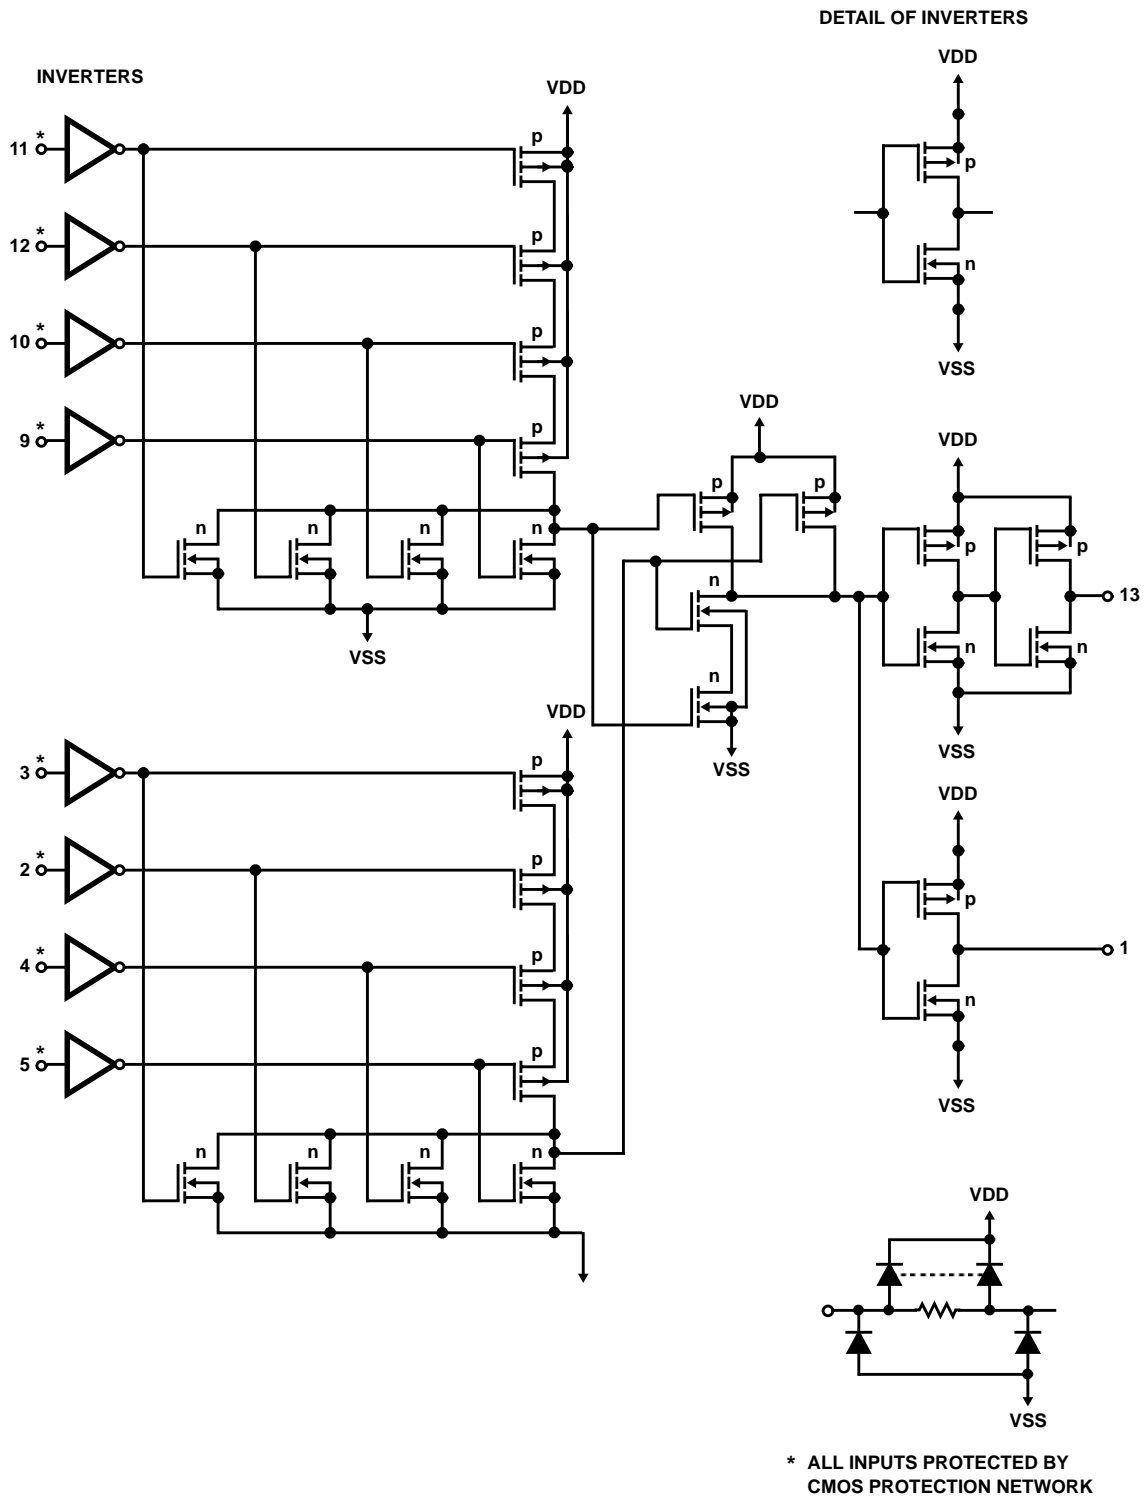 DETAIL OF INVERTERS
VDD
INVERTERS
VDD
p
*
11
p
*
12
p
n
*
10
p
VSS
VDD
*
9
p
VDD
p
p
n
n
n
n
p
p
n
13
n
n
VSS
n
VSS
VDD
VSS
*
3
p
VDD
*
2
p
p
*
4
p
1
n
*
5
p
VSS
n
n
n
n
VDD
VSS
* ALL INPUTS PROTECTED BY
CMOS PROTECTION NETWORK